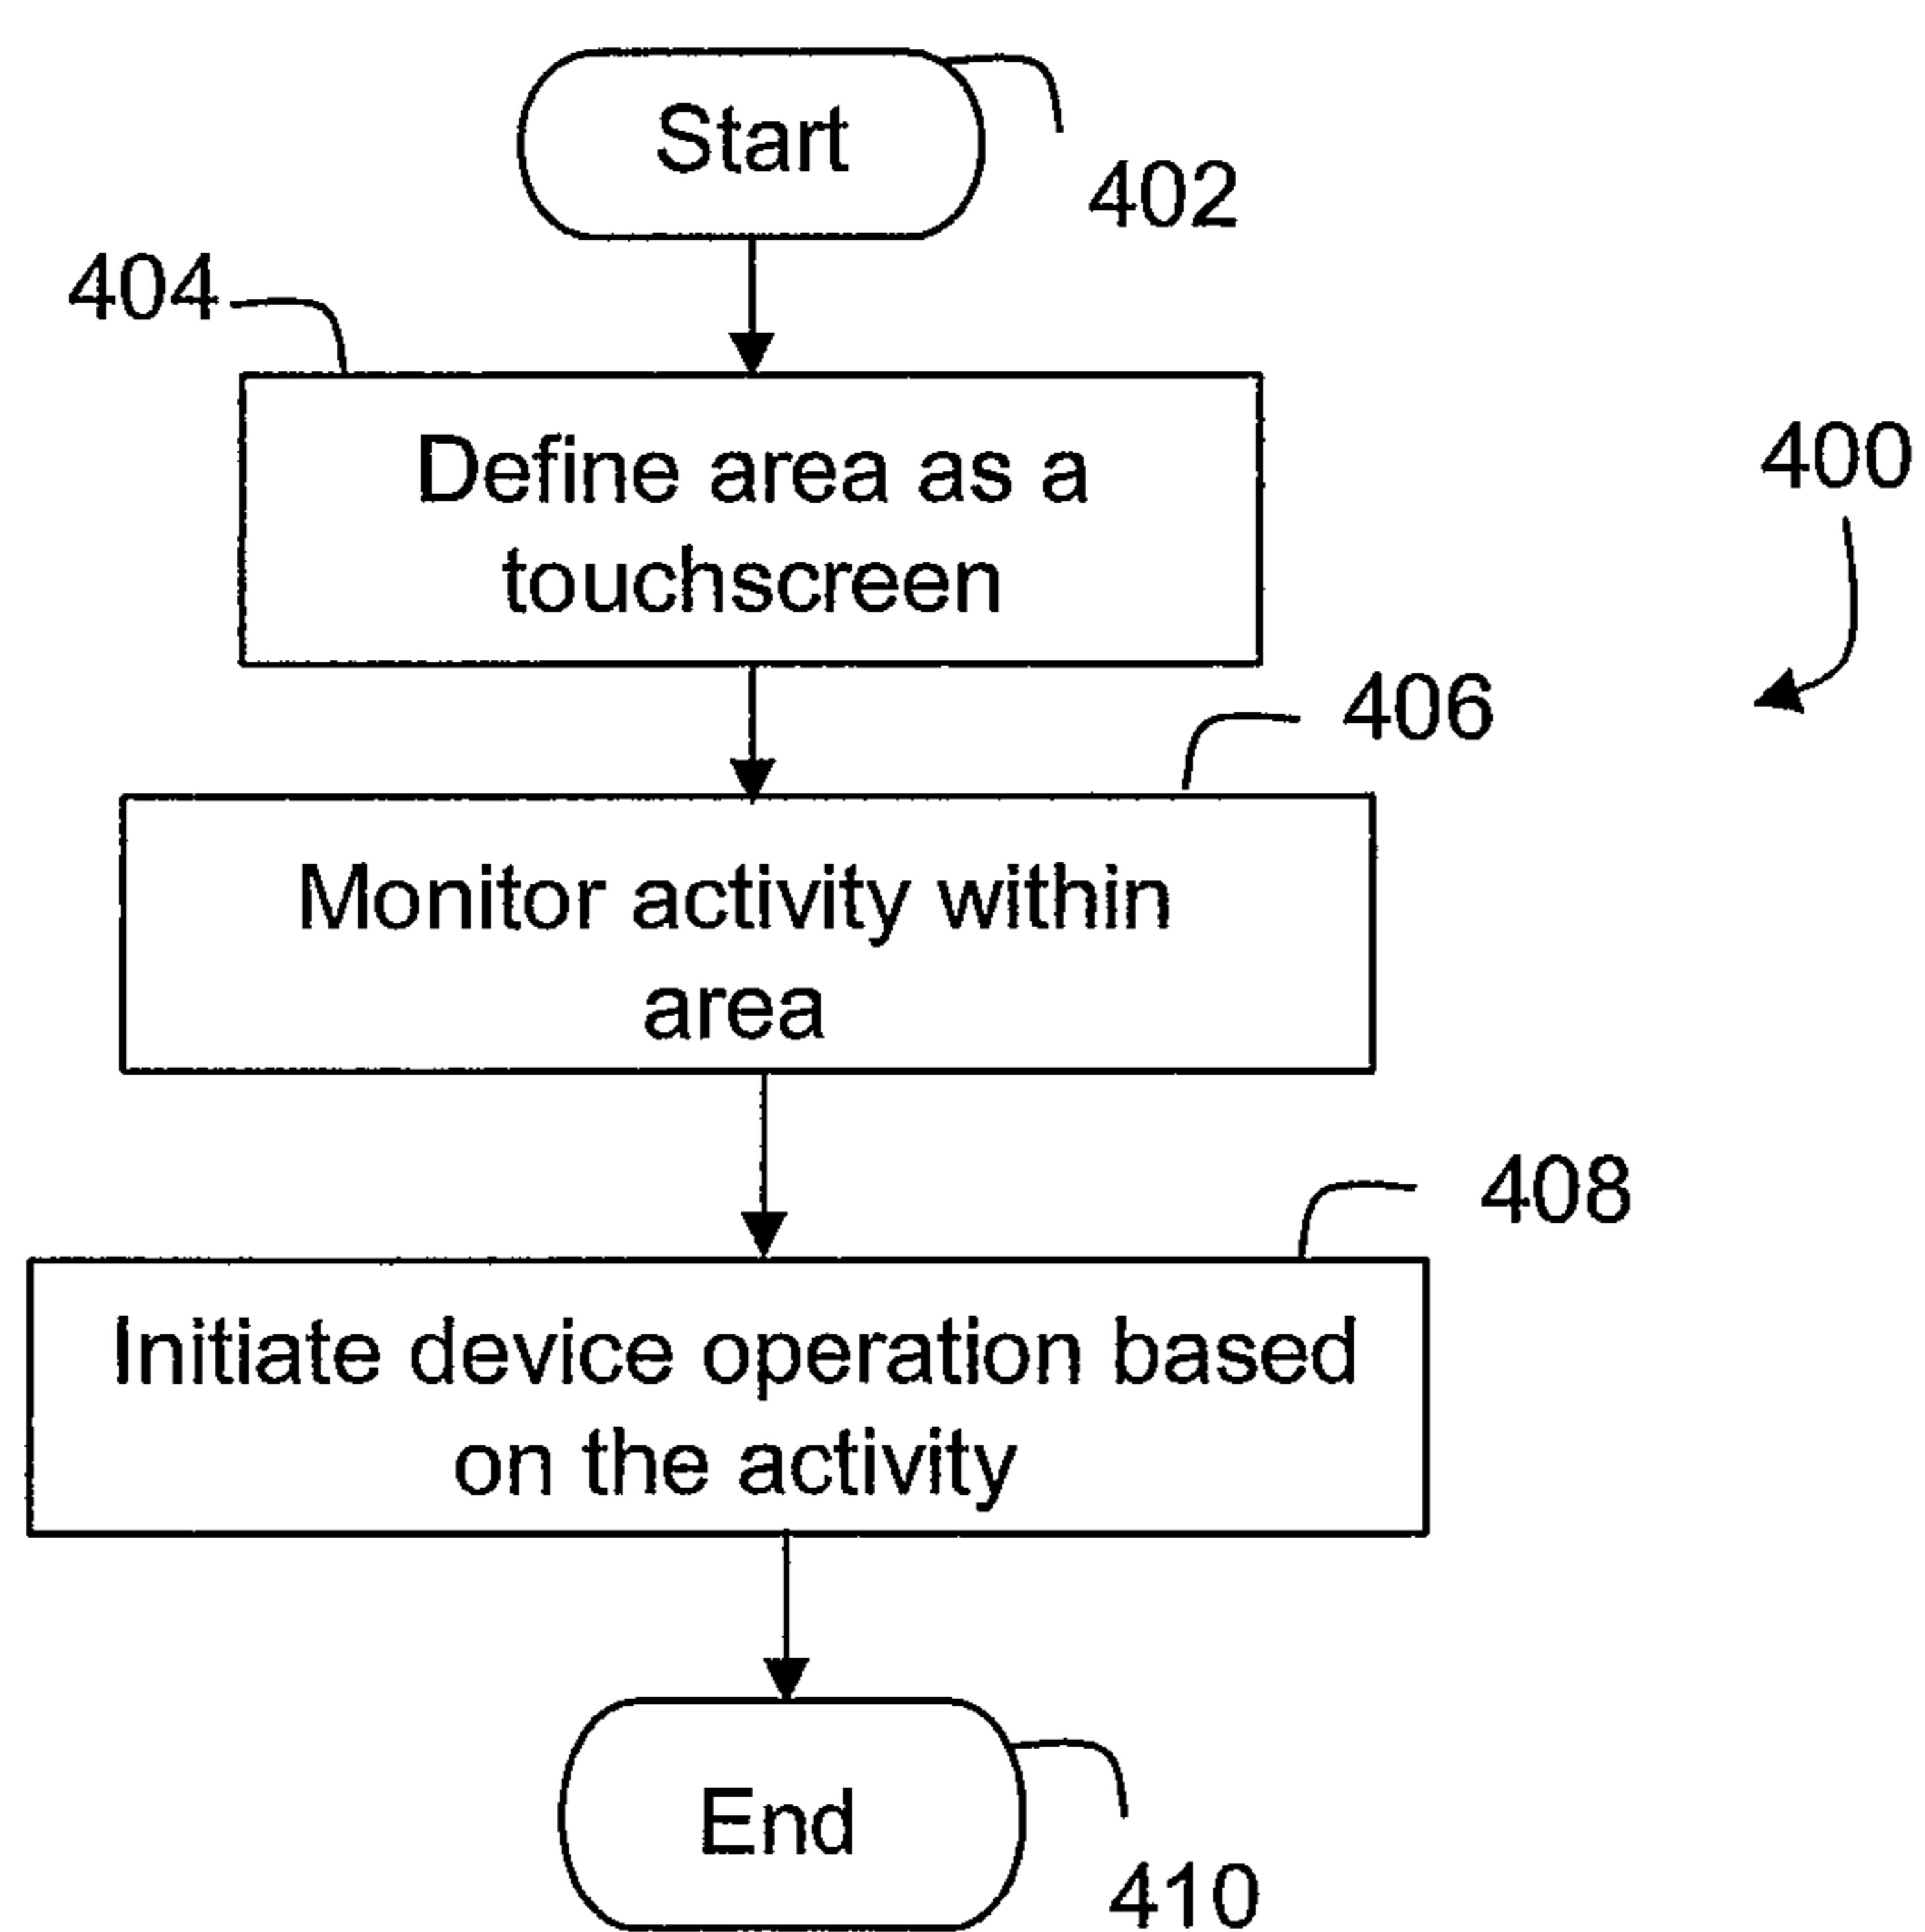 Start
402
404
Define area as a
touchscreen
400
406
Monitor activity within
area
408
Initiate device operation based
on the activity
End
410